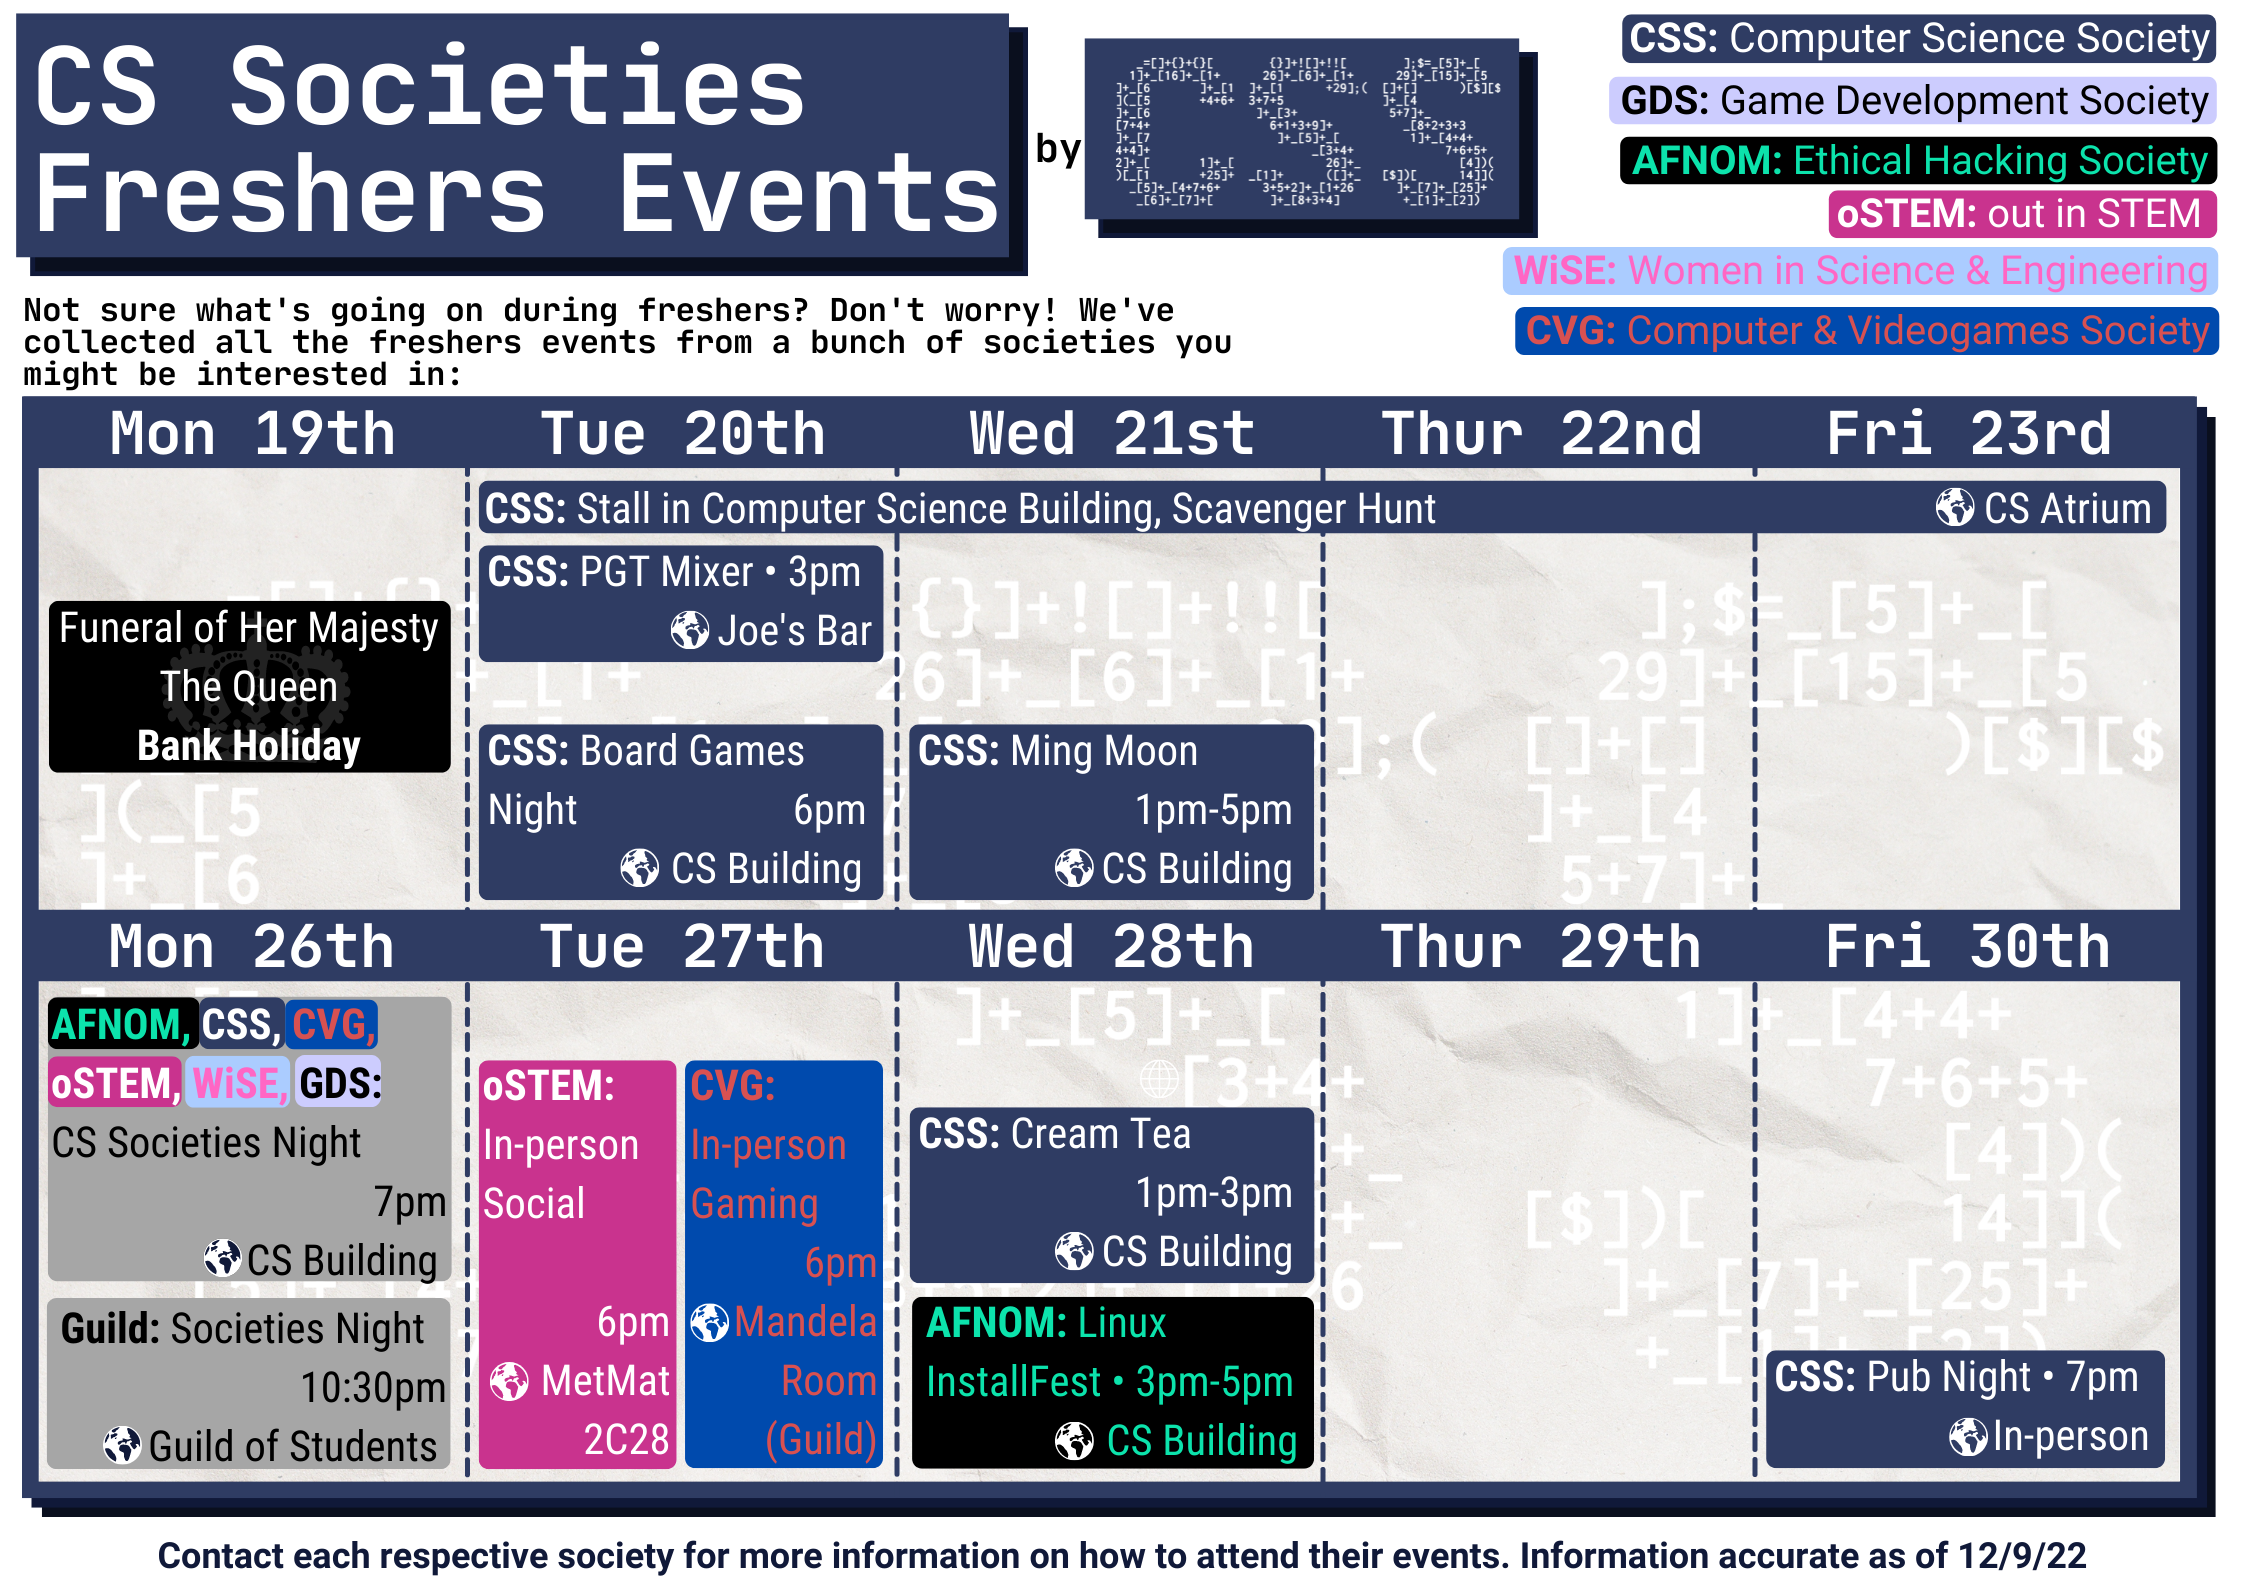 CS Societies
Freshers Events
by
CSS: Computer Science Society
GDS: Game Development Society
AFNOM: Ethical Hacking Society
oSTEM: out in STEM
WiSE: Women in Science & Engineering
CVG: Computer & Videogames Society
Not sure what's going on during freshers? Don't worry! We've
collected all the freshers events from a bunch of societies you
might be interested in:
Mon 19th Tue 20th Wed 21st Thur 22nd Fri 23rd
CSS: Stall in Computer Science Building, Scavenger Hunt CS Atrium
Funeral of Her Majesty
The Queen
Bank Holiday
CSS: PGT Mixer • 3pm
Joe's Bar
CSS: Board Games
Night 6pm
CS Building
CSS: Ming Moon
1pm-5pm
CS Building
Mon 26th Tue 27th Wed 28th Thur 29th Fri 30th
AFNOM, CSS, CVG,
oSTEM, WiSE, GDS:
CS Societies Night
7pm
CS Building
Guild: Societies Night
10:30pm
Guild of Students
oSTEM:
In-person
Social
6pm
MetMat
2C28
CVG:
In-person
Gaming
6pm
Mandela
Room
(Guild)
CSS: Cream Tea
1pm-3pm
CS Building
AFNOM: Linux
InstallFest • 3pm-5pm
CS Building
CSS: Pub Night • 7pm
In-person
Contact each respective society for more information on how to attend their events. Information accurate as of 12/9/22